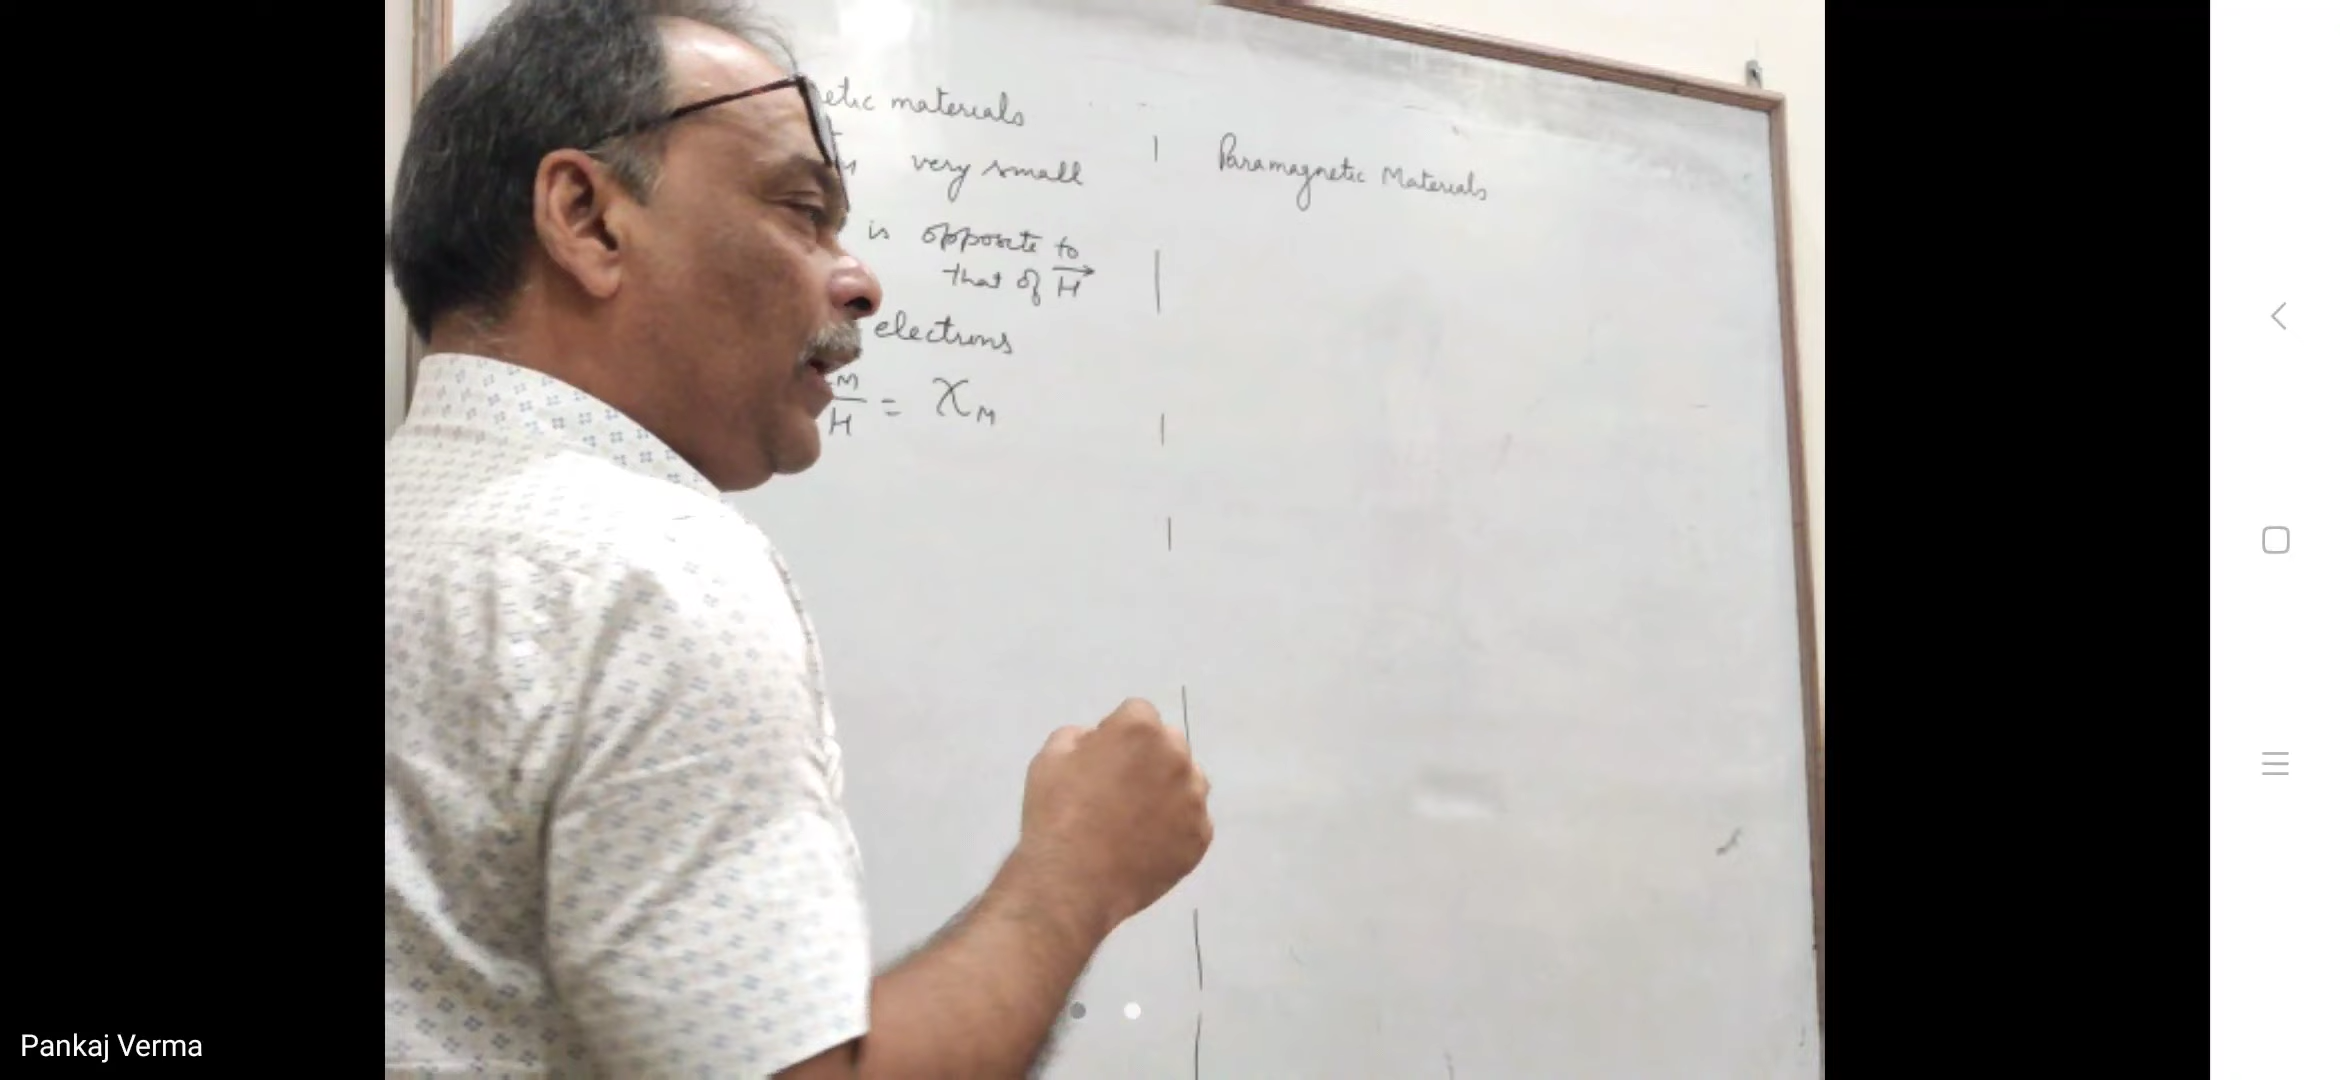 etic materials
very small
is opposite to
that of H
electrons
M
H = χM
Paramagnetic Materials
Pankaj Verma